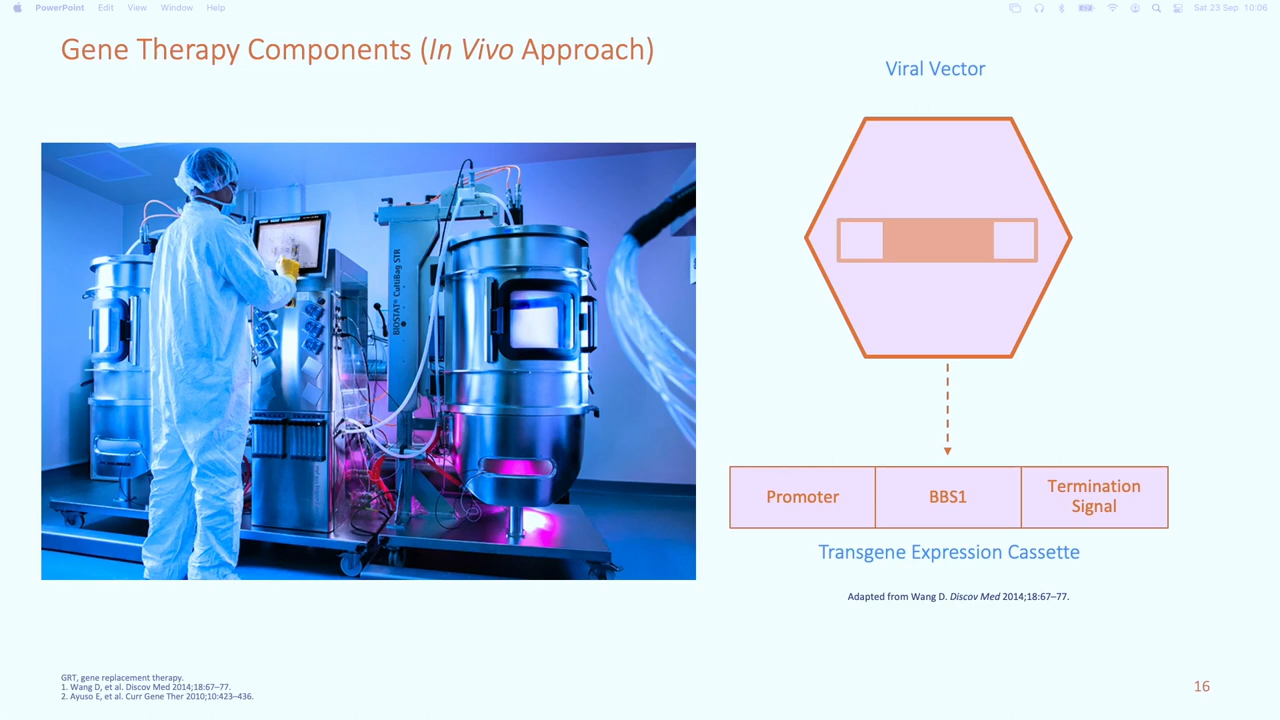 PowerPoint Edit View Window Help
Sat 23 Sep 10:06
Gene Therapy Components (In Vivo Approach)
Viral Vector
BIOSTAT® CultiBag STR
Promoter
BBS1
Termination
Signal
Transgene Expression Cassette
Adapted from Wang D. Discov Med 2014;18:67–77.
GRT, gene replacement therapy.
1. Wang D, et al. Discov Med 2014;18:67–77.
2. Ayuso E, et al. Curr Gene Ther 2010;10:423–436.
16